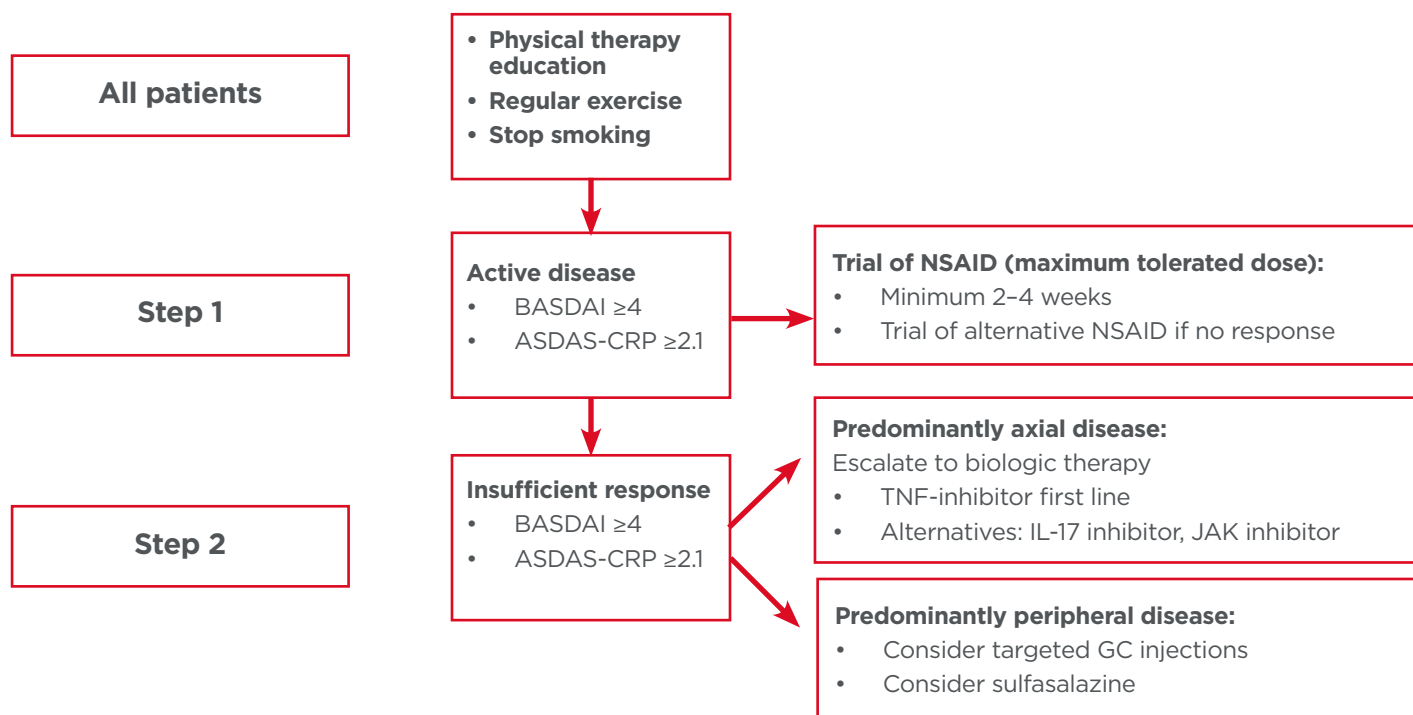 All patients
• Physical therapy
education
• Regular exercise
• Stop smoking
Step 1
Active disease
• BASDAI ≥4
• ASDAS-CRP ≥2.1
Trial of NSAID (maximum tolerated dose):
• Minimum 2–4 weeks
• Trial of alternative NSAID if no response
Step 2
Insufficient response
• BASDAI ≥4
• ASDAS-CRP ≥2.1
Predominantly axial disease:
Escalate to biologic therapy
• TNF-inhibitor first line
• Alternatives: IL-17 inhibitor, JAK inhibitor
Predominantly peripheral disease:
• Consider targeted GC injections
• Consider sulfasalazine